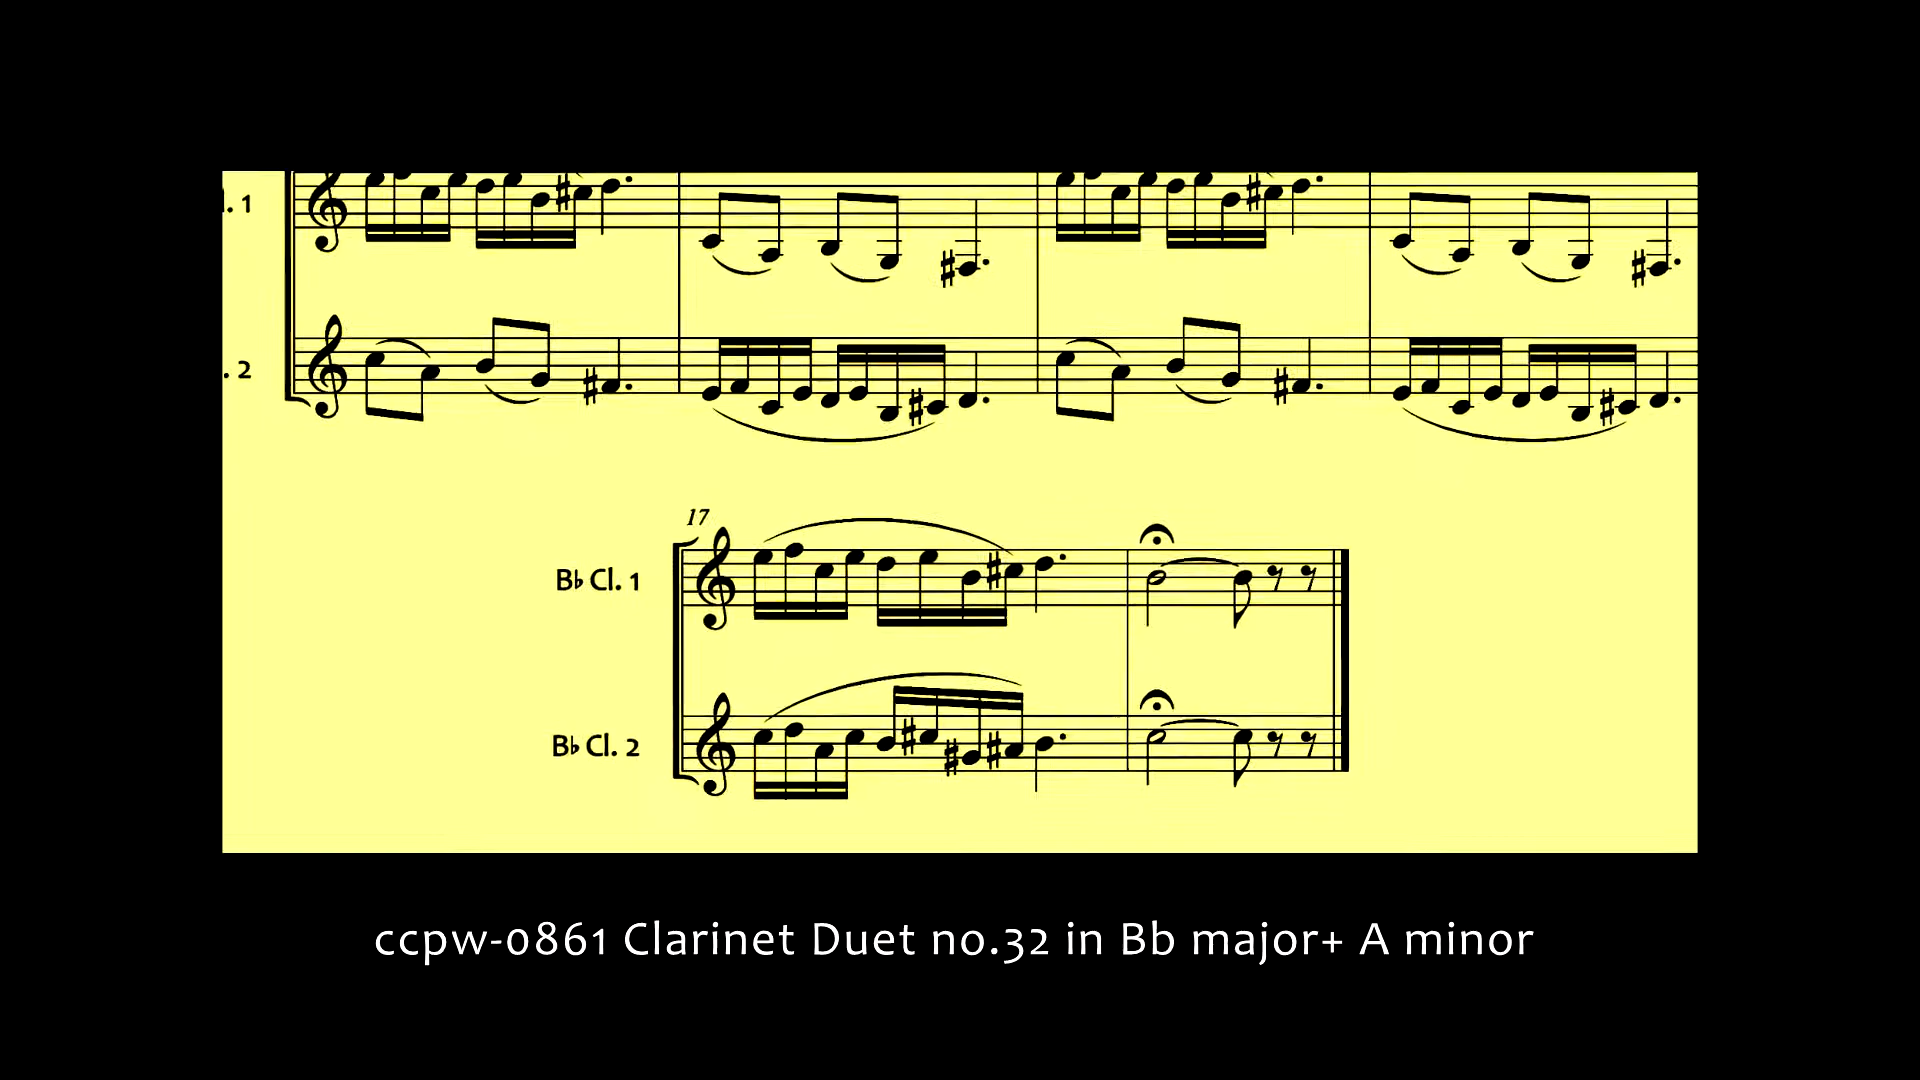 . 1
. 2
17
B♭ Cl. 1
B♭ Cl. 2
ccpw-0861 Clarinet Duet no.32 in Bb major+ A minor